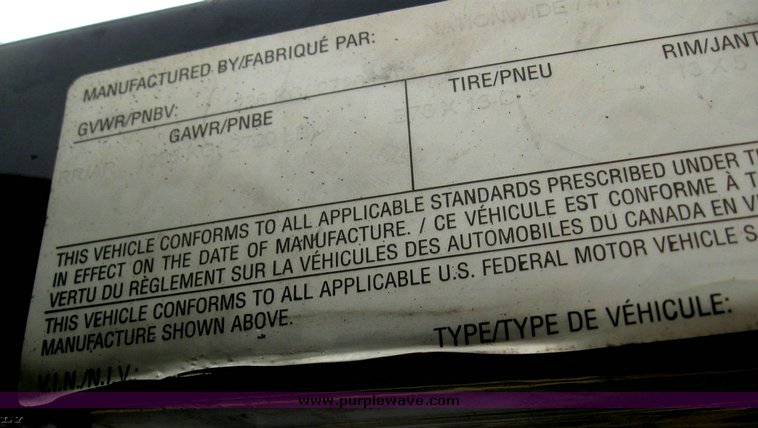 MANUFACTURED BY/FABRIQUÉ PAR: NATIONWIDE
GVWR/PNBV:
GAWR/PNBE TIRE/PNEU RIM/JANT
13 X 5
THIS VEHICLE CONFORMS TO ALL APPLICABLE STANDARDS PRESCRIBED UNDER
IN EFFECT ON THE DATE OF MANUFACTURE. / CE VÉHICULE EST CONFORME À
VERTU DU RÈGLEMENT SUR LA VÉHICULES DES AUTOMOBILES DU CANADA EN
THIS VEHICLE CONFORMS TO ALL APPLICABLE U.S. FEDERAL MOTOR VEHICLE S
MANUFACTURE SHOWN ABOVE.
TYPE/TYPE DE VÉHICULE:
V.I.N./N.I.V.:
www.purplewave.com